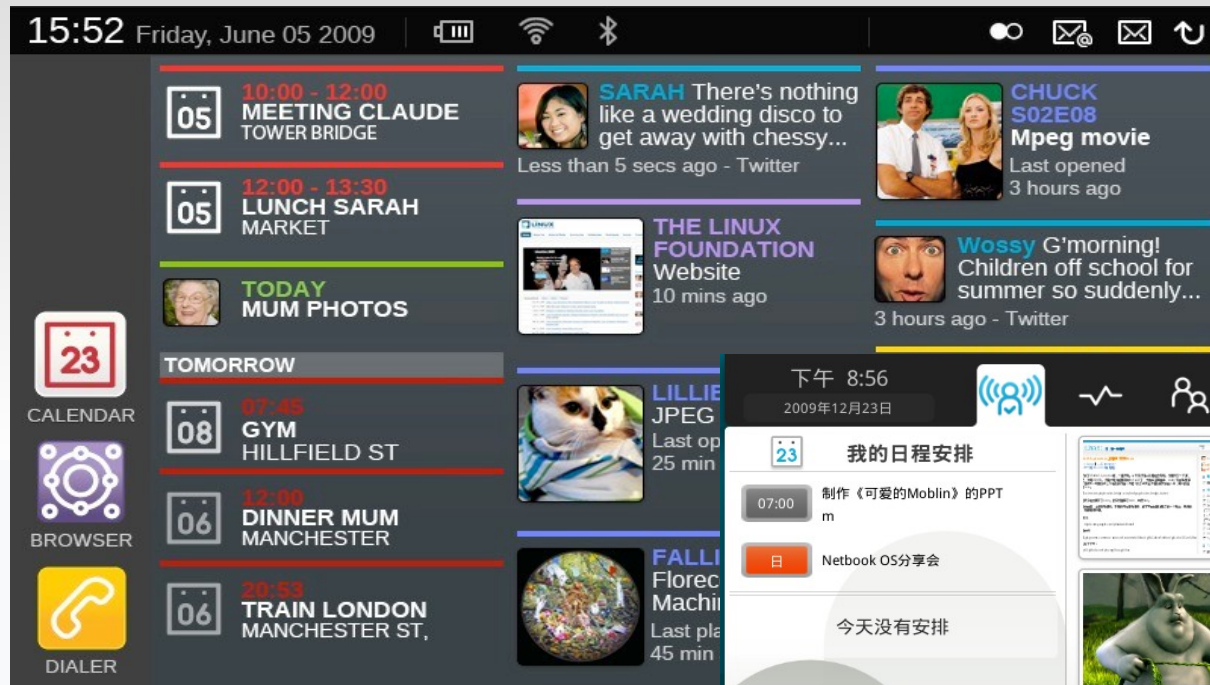 15:52 Friday, June 05 2009
10:00 - 12:00
MEETING CLAUDE
TOWER BRIDGE
05
12:00 - 13:30
LUNCH SARAH
MARKET
05
TODAY
MUM PHOTOS
TOMORROW
07:45
GYM
HILLFIELD ST
08
12:00
DINNER MUM
MANCHESTER
06
20:53
TRAIN LONDON
MANCHESTER ST,
06
23
CALENDAR
BROWSER
DIALER
SARAH There's nothing
like a wedding disco to
get away with chessy...
Less than 5 secs ago - Twitter
THE LINUX
FOUNDATION
Website
10 mins ago
LILLIE
JPEG
Last op
25 min
FALLI
Florec
Machi
Last pla
45 min
CHUCK
S02E08
Mpeg movie
Last opened
3 hours ago
Wossy G'morning!
Children off school for
summer so suddenly...
3 hours ago - Twitter
下午 8:56
2009年12月23日
23 我的日程安排
07:00 制作《可爱的Moblin》的PPT
m
日 Netbook OS分享会
今天没有安排